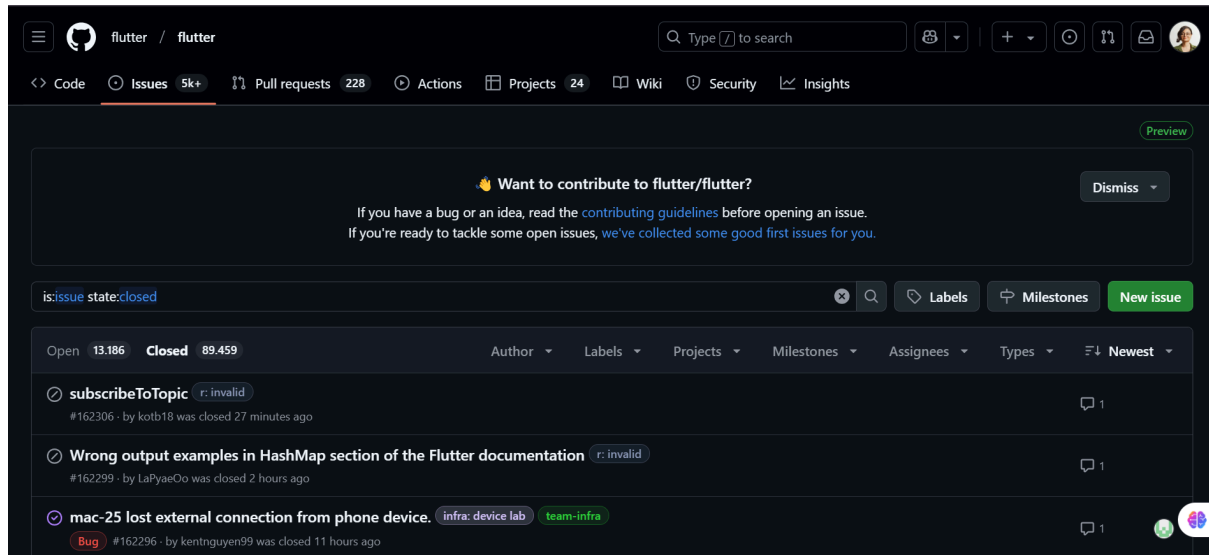 flutter / flutter
Type / to search
Code Issues 5k+ Pull requests 228 Actions Projects 24 Wiki Security Insights
Preview
👋 Want to contribute to flutter/flutter?
Dismiss
If you have a bug or an idea, read the contributing guidelines before opening an issue.
If you're ready to tackle some open issues, we've collected some good first issues for you.
is:issue state:closed
Labels Milestones New issue
Open 13.186 Closed 89.459 Author Labels Projects Milestones Assignees Types Newest
subscribeToTopic r: invalid
1
#162306 · by kotb18 was closed 27 minutes ago
Wrong output examples in HashMap section of the Flutter documentation r: invalid
1
#162299 · by LaPyaeOo was closed 2 hours ago
mac-25 lost external connection from phone device. infra: device lab team-infra
1
Bug #162296 · by kentnguyen99 was closed 11 hours ago